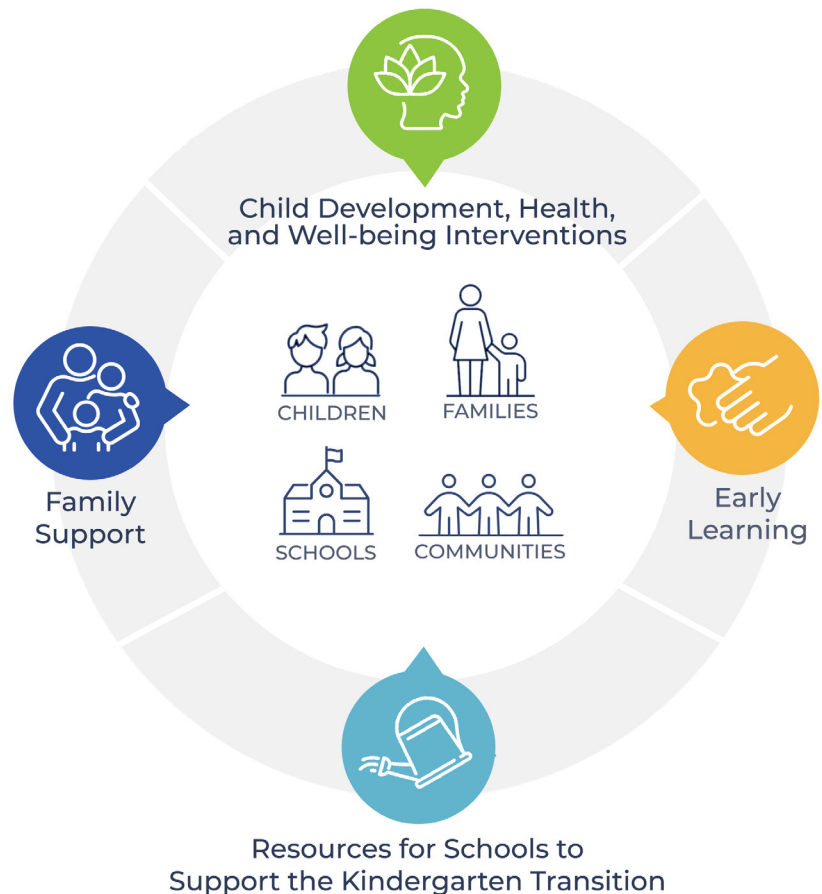 Child Development, Health,
and Well-being Interventions
CHILDREN
FAMILIES
SCHOOLS
COMMUNITIES
Family
Support
Early
Learning
Resources for Schools to
Support the Kindergarten Transition